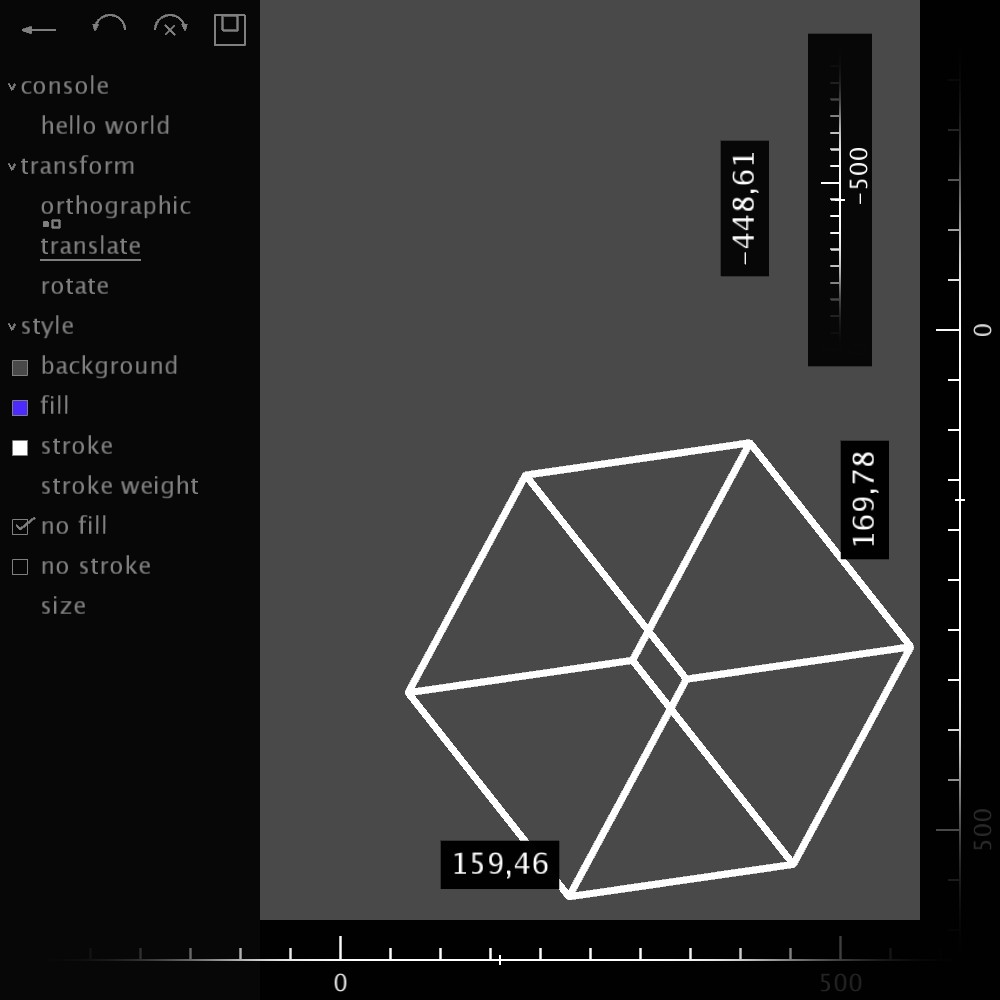 console
hello world
transform
orthographic
translate
rotate
style
background
fill
stroke
stroke weight
no fill
no stroke
size
-448,61
-500
0
169,78
500
159,46
0
500